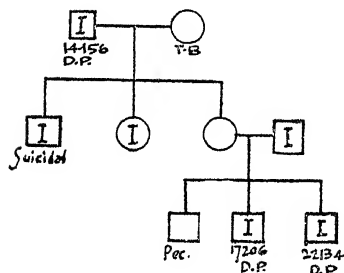 I
14156
D.P.
T-B
I
I
I
Suicidal
I
I
Pec.
17206
D.P.
22134
D.P.